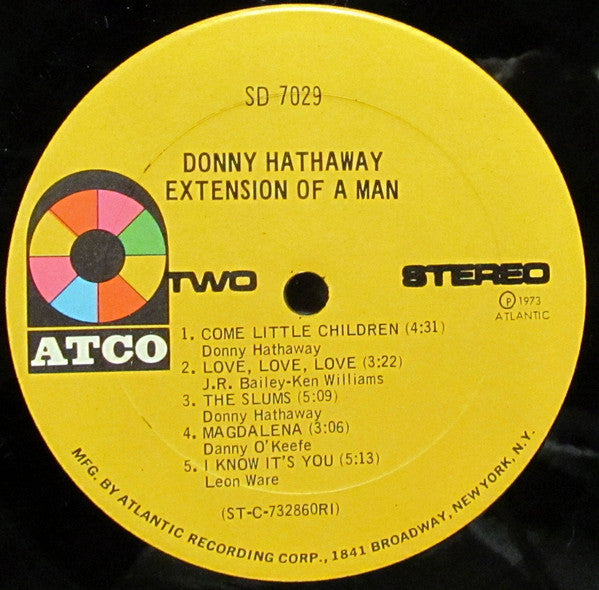 SD 7029
DONNY HATHAWAY
EXTENSION OF A MAN
ATCO
TWO
STEREO
Ⓟ 1973
ATLANTIC
1. COME LITTLE CHILDREN (4:31)
Donny Hathaway
2. LOVE, LOVE, LOVE (3:22)
J.R. Bailey-Ken Williams
3. THE SLUMS (5:09)
Donny Hathaway
4. MAGDALENA (3:06)
Danny O'Keefe
5. I KNOW IT'S YOU (5:13)
Leon Ware
(ST-C-732860RI)
MFG. BY ATLANTIC RECORDING CORP., 1841 BROADWAY, NEW YORK, N.Y.